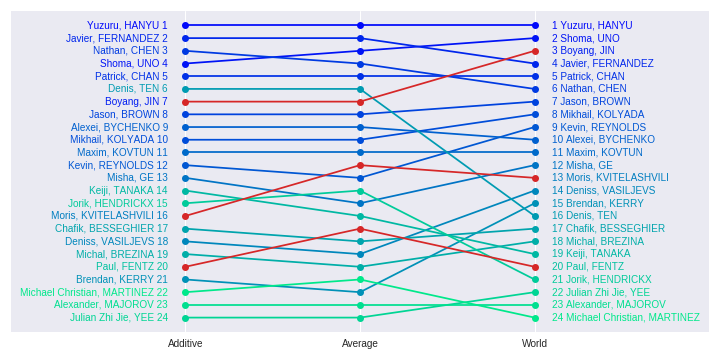 Yuzuru, HANYU 1
Javier, FERNANDEZ 2
Nathan, CHEN 3
Shoma, UNO 4
Patrick, CHAN 5
Denis, TEN 6
Boyang, JIN 7
Jason, BROWN 8
Alexei, BYCHENKO 9
Mikhail, KOLYADA 10
Maxim, KOVTUN 11
Kevin, REYNOLDS 12
Misha, GE 13
Keiji, TANAKA 14
Jorik, HENDRICKX 15
Moris, KVITELASHVILI 16
Chafik, BESSEGHIER 17
Deniss, VASILJEVS 18
Michal, BREZINA 19
Paul, FENTZ 20
Brendan, KERRY 21
Michael Christian, MARTINEZ 22
Alexander, MAJOROV 23
Julian Zhi Jie, YEE 24
1 Yuzuru, HANYU
2 Shoma, UNO
3 Boyang, JIN
4 Javier, FERNANDEZ
5 Patrick, CHAN
6 Nathan, CHEN
7 Jason, BROWN
8 Mikhail, KOLYADA
9 Kevin, REYNOLDS
10 Alexei, BYCHENKO
11 Maxim, KOVTUN
12 Misha, GE
13 Moris, KVITELASHVILI
14 Deniss, VASILJEVS
15 Brendan, KERRY
16 Denis, TEN
17 Chafik, BESSEGHIER
18 Michal, BREZINA
19 Keiji, TANAKA
20 Paul, FENTZ
21 Jorik, HENDRICKX
22 Julian Zhi Jie, YEE
23 Alexander, MAJOROV
24 Michael Christian, MARTINEZ
Additive
Average
World